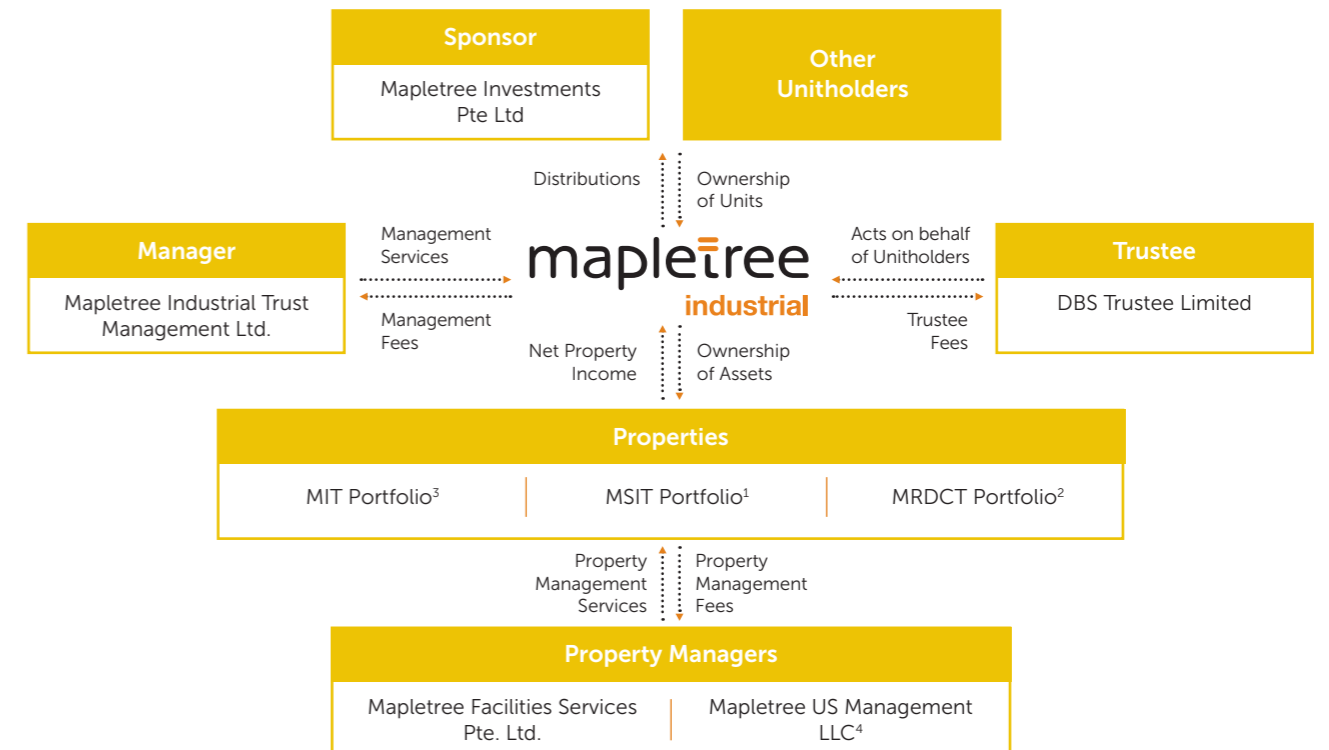 Sponsor
Mapletree Investments
Pte Ltd
Other
Unitholders
Distributions
Ownership
of Units
Manager
Mapletree Industrial Trust
Management Ltd.
Management
Services
Management
Fees
mapletree
industrial
Acts on behalf
of Unitholders
Trustee
Fees
Trustee
DBS Trustee Limited
Net Property
Income
Ownership
of Assets
Properties
MIT Portfolio³
MSIT Portfolio¹
MRDCT Portfolio²
Property
Management
Services
Property
Management
Fees
Property Managers
Mapletree Facilities Services
Pte. Ltd.
Mapletree US Management
LLC⁴